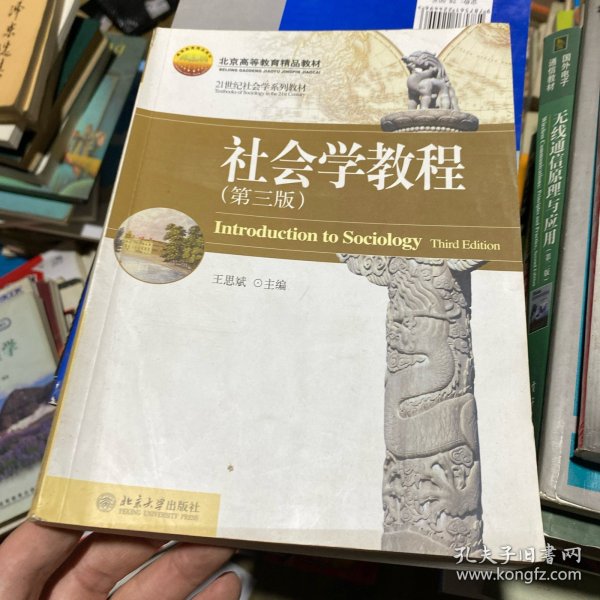 北京高等教育精品教材
BEIJING GAODENG JIAOYU JINGPIN JIAOCAI
21世纪社会学系列教材
Textbooks of Sociology in the 21st Century
社会学教程
(第三版)
Introduction to Sociology Third Edition
王思斌 ⊙主编
北京大学出版社
PEKING UNIVERSITY PRESS
国外电子
通信教材
无线通信原理与应用
(第二版)
孔夫子旧书网
www.kongfz.com